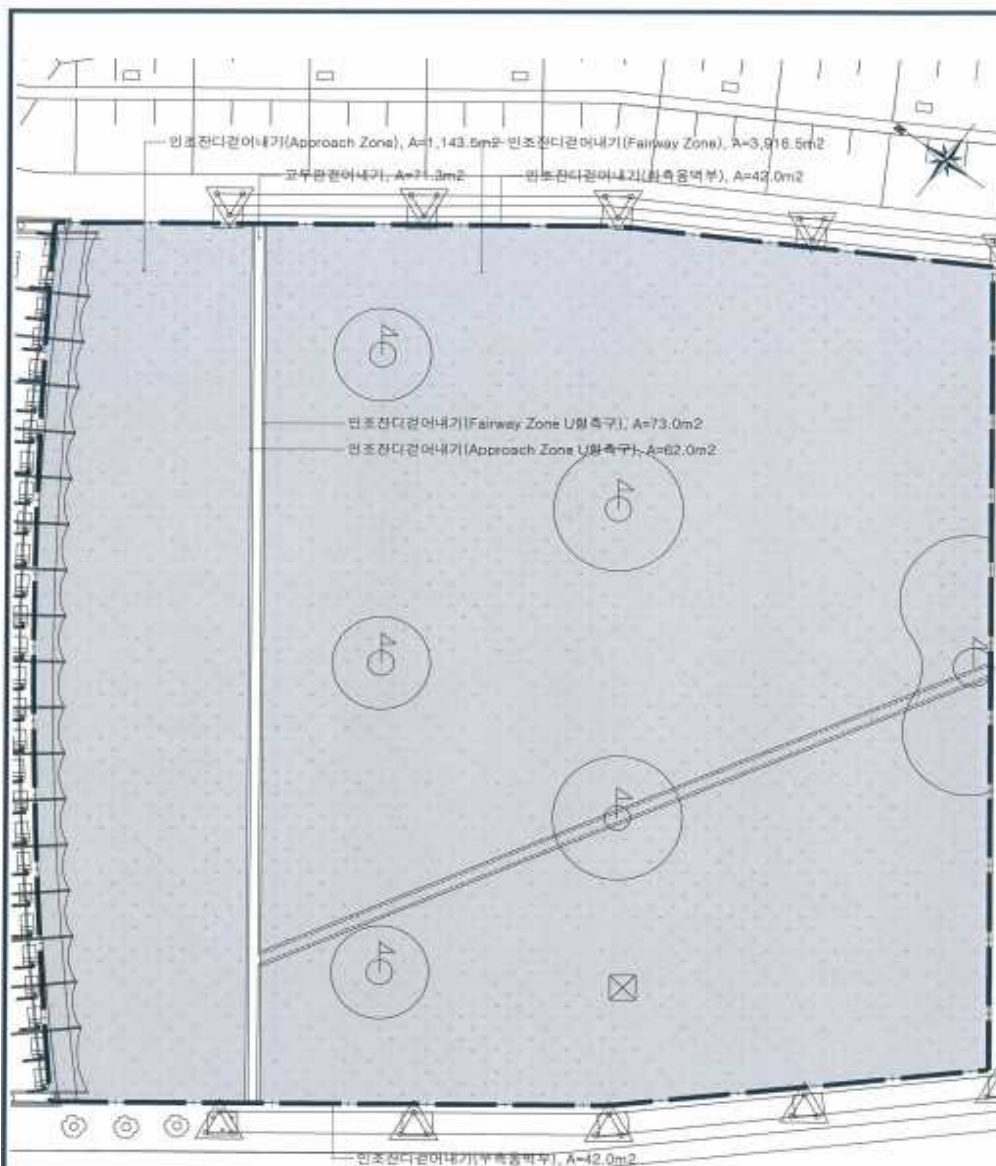 인조잔디걷어내기(Approach Zone), A=1,143.5m2
인조잔디걷어내기(Fairway Zone), A=3,916.5m2
고무판걷어내기, A=71.3m2
인조잔디걷어내기(좌측옹벽부), A=42.0m2
인조잔디걷어내기(Fairway Zone U형측구), A=73.0m2
인조잔디걷어내기(Approach Zone U형측구), A=62.0m2
인조잔디걷어내기(우측옹벽부), A=42.0m2